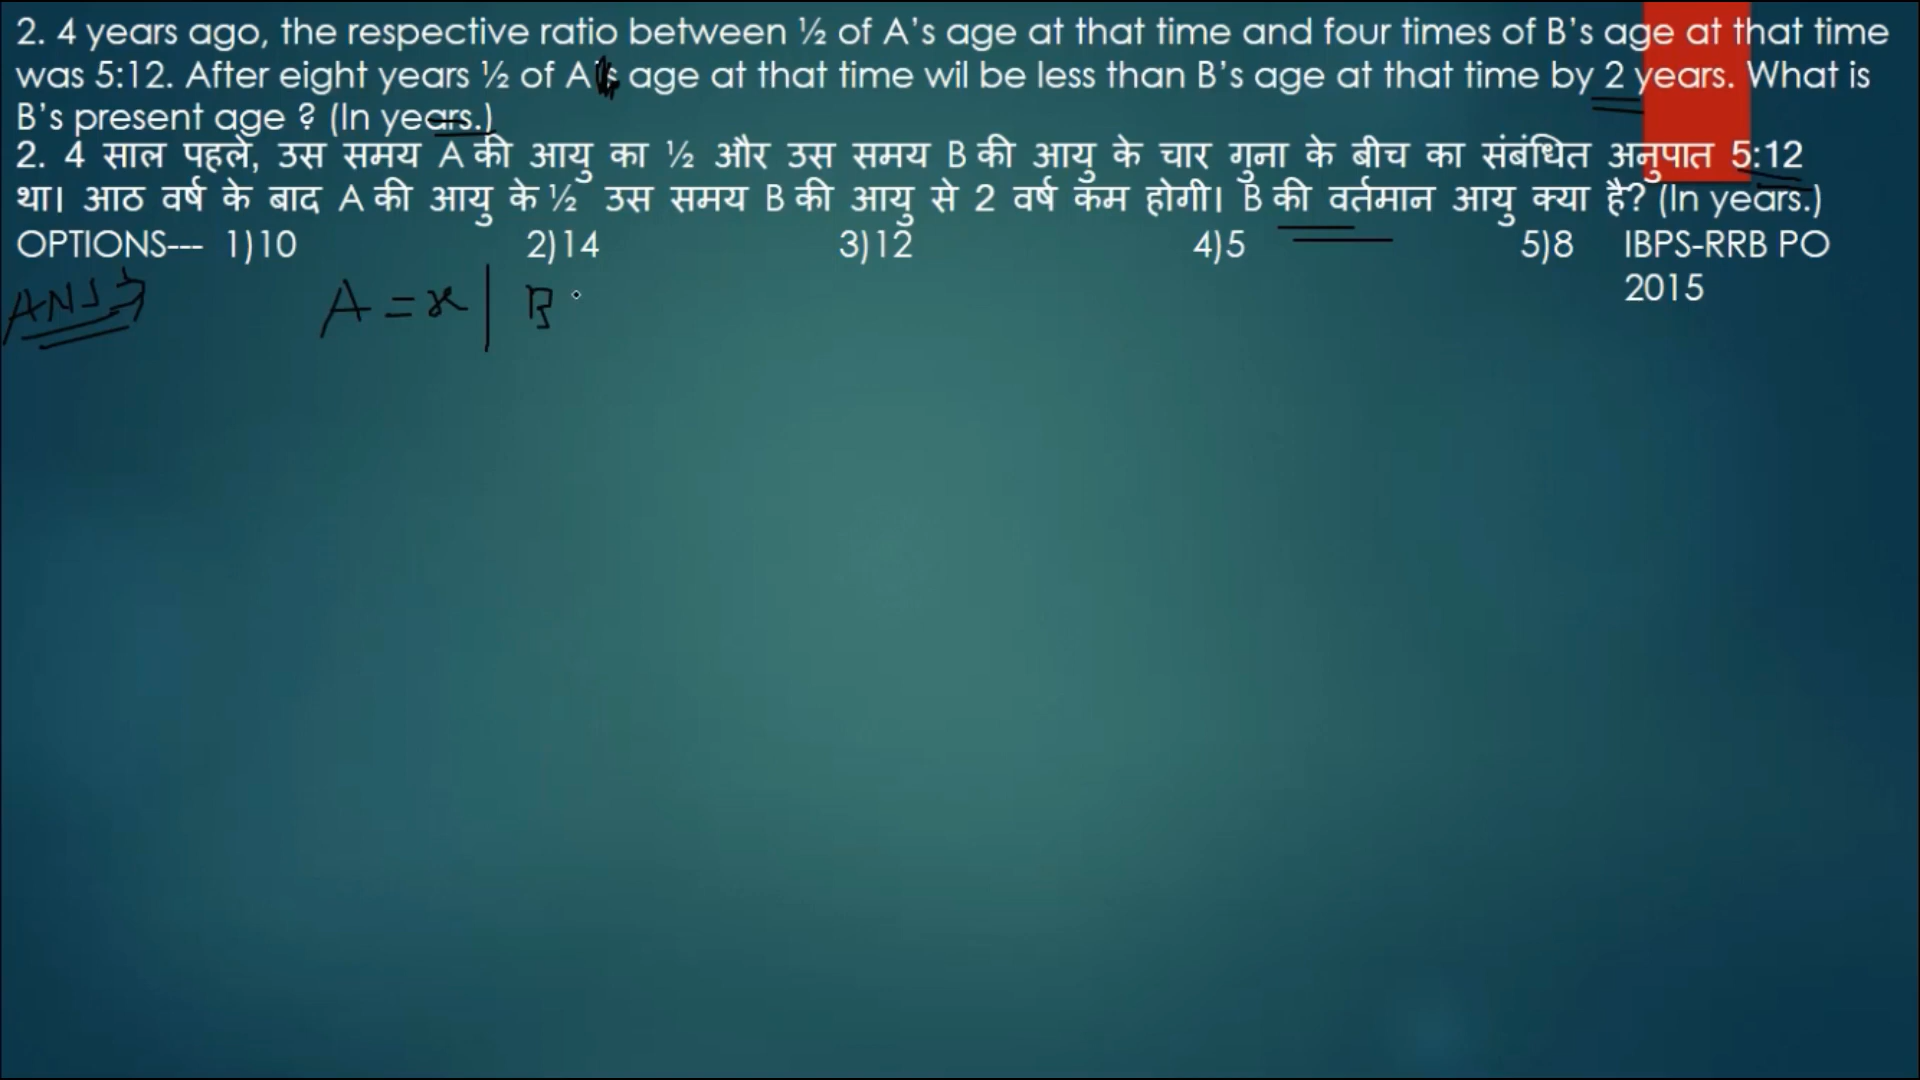 2. 4 years ago, the respective ratio between ½ of A's age at that time and four times of B's age at that time
was 5:12. After eight years ½ of A's age at that time wil be less than B's age at that time by 2 years. What is
B's present age ? (In years.)
2. 4 साल पहले, उस समय A की आयु का ½ और उस समय B की आयु के चार गुना के बीच का संबंधित अनुपात 5:12
था। आठ वर्ष के बाद A की आयु के ½ उस समय B की आयु से 2 वर्ष कम होगी। B की वर्तमान आयु क्या है? (In years.)
OPTIONS--- 1)10 2)14 3)12 4)5 5)8 IBPS-RRB PO
2015
ANS A = x | B